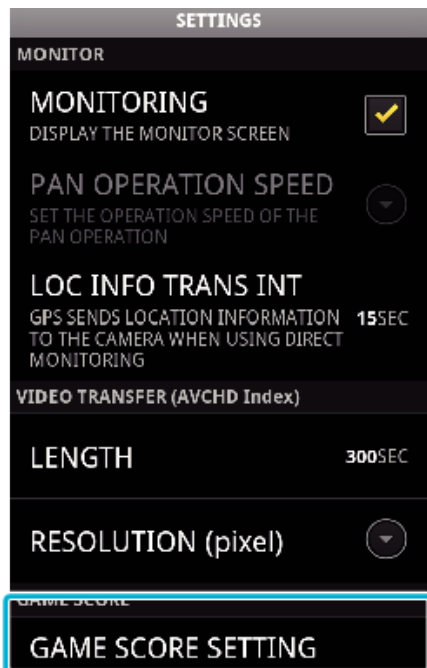 SETTINGS
MONITOR
MONITORING
DISPLAY THE MONITOR SCREEN
PAN OPERATION SPEED
SET THE OPERATION SPEED OF THE
PAN OPERATION
LOC INFO TRANS INT
GPS SENDS LOCATION INFORMATION
15SEC
TO THE CAMERA WHEN USING DIRECT
MONITORING
VIDEO TRANSFER (AVCHD Index)
LENGTH
300SEC
RESOLUTION (pixel)
GAME SCORE
GAME SCORE SETTING